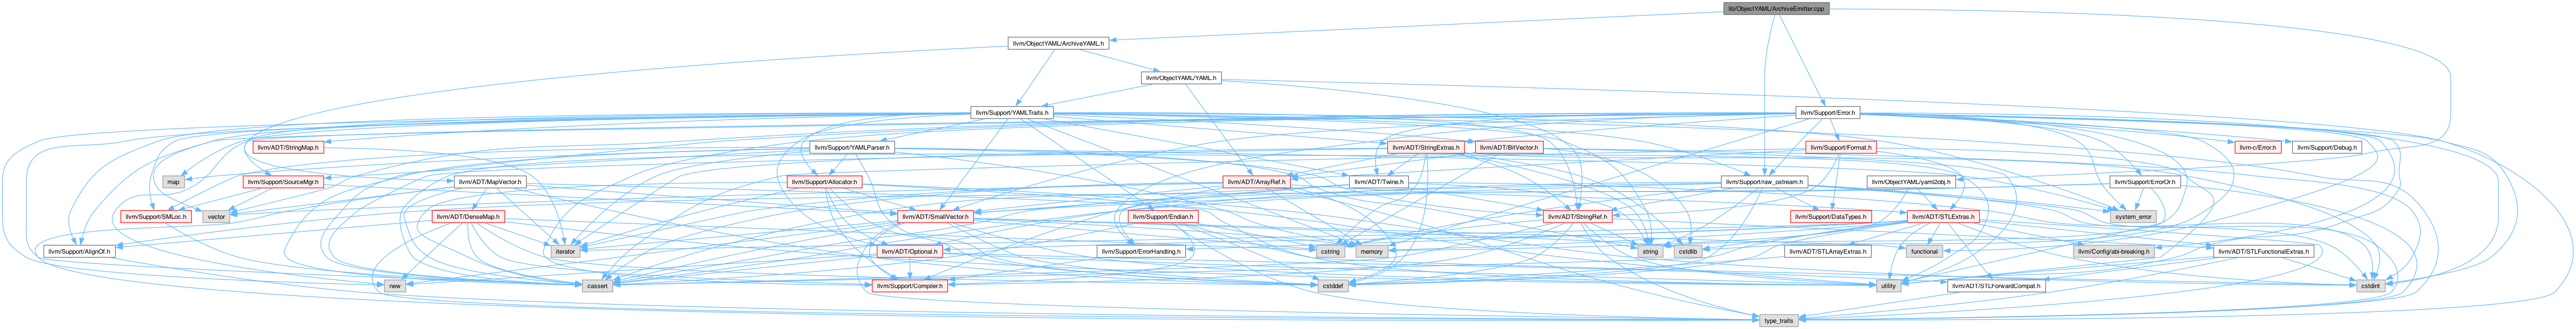 lib/ObjectYAML/ArchiveEmitter.cpp
llvm/ObjectYAML/ArchiveYAML.h
llvm/ObjectYAML/YAML.h
llvm/Support/YAMLTraits.h
llvm/Support/Error.h
llvm/ADT/StringMap.h
llvm/Support/YAMLParser.h
llvm/ADT/StringExtras.h
llvm/ADT/BitVector.h
llvm/Support/Format.h
llvm-c/Error.h
llvm/Support/Debug.h
map
llvm/Support/SourceMgr.h
llvm/ADT/MapVector.h
llvm/Support/Allocator.h
llvm/ADT/ArrayRef.h
llvm/ADT/Twine.h
llvm/Support/raw_ostream.h
llvm/ObjectYAML/yaml2obj.h
llvm/Support/ErrorOr.h
llvm/Support/SMLoc.h
vector
llvm/ADT/DenseMap.h
llvm/ADT/SmallVector.h
llvm/Support/Endian.h
llvm/ADT/StringRef.h
llvm/Support/DataTypes.h
llvm/ADT/STLExtras.h
system_error
llvm/Support/AlignOf.h
iterator
llvm/ADT/Optional.h
llvm/Support/ErrorHandling.h
cstring
memory
string
cstdlib
llvm/ADT/STLArrayExtras.h
functional
llvm/Config/abi-breaking.h
llvm/ADT/STLFunctionalExtras.h
new
cassert
llvm/Support/Compiler.h
cstddef
utility
llvm/ADT/STLForwardCompat.h
cstdint
type_traits